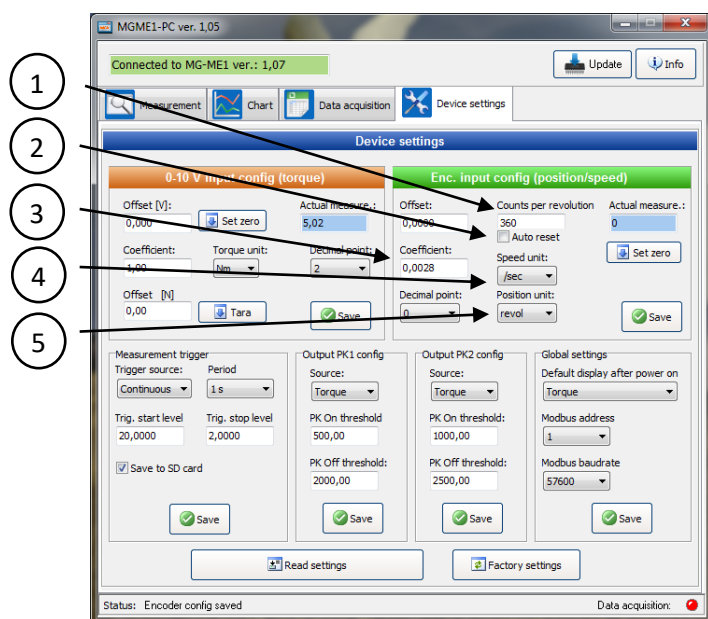 MGME1-PC ver. 1,05
Connected to MG-ME1 ver.: 1,07
Update
Info
1
2
3
4
5
Measurement
Chart
Data acquisition
Device settings
Device settings
0-10 V input config (torque)
Offset [V]:
0,000
Set zero
Actual measure.:
5,02
Coefficient:
1,00
Torque unit:
Nm
Decimal point:
2
Offset [N]
0,00
Tara
Save
Enc. input config (position/speed)
Offset:
0,0000
Counts per revolution
360
Auto reset
Actual measure.:
0
Set zero
Coefficient:
0,0028
Speed unit:
/sec
Decimal point:
0
Position unit:
revol
Save
Measurement trigger
Trigger source:
Continuous
Period
1 s
Trig. start level
20,0000
Trig. stop level
2,0000
Save to SD card
Save
Output PK1 config
Source:
Torque
PK On threshold
500,00
PK Off threshold:
2000,00
Save
Output PK2 config
Source:
Torque
PK On threshold:
1000,00
PK Off threshold:
2500,00
Save
Global settings
Default display after power on
Torque
Modbus address
1
Modbus baudrate
57600
Save
Read settings
Factory settings
Status: Encoder config saved
Data acquisition: